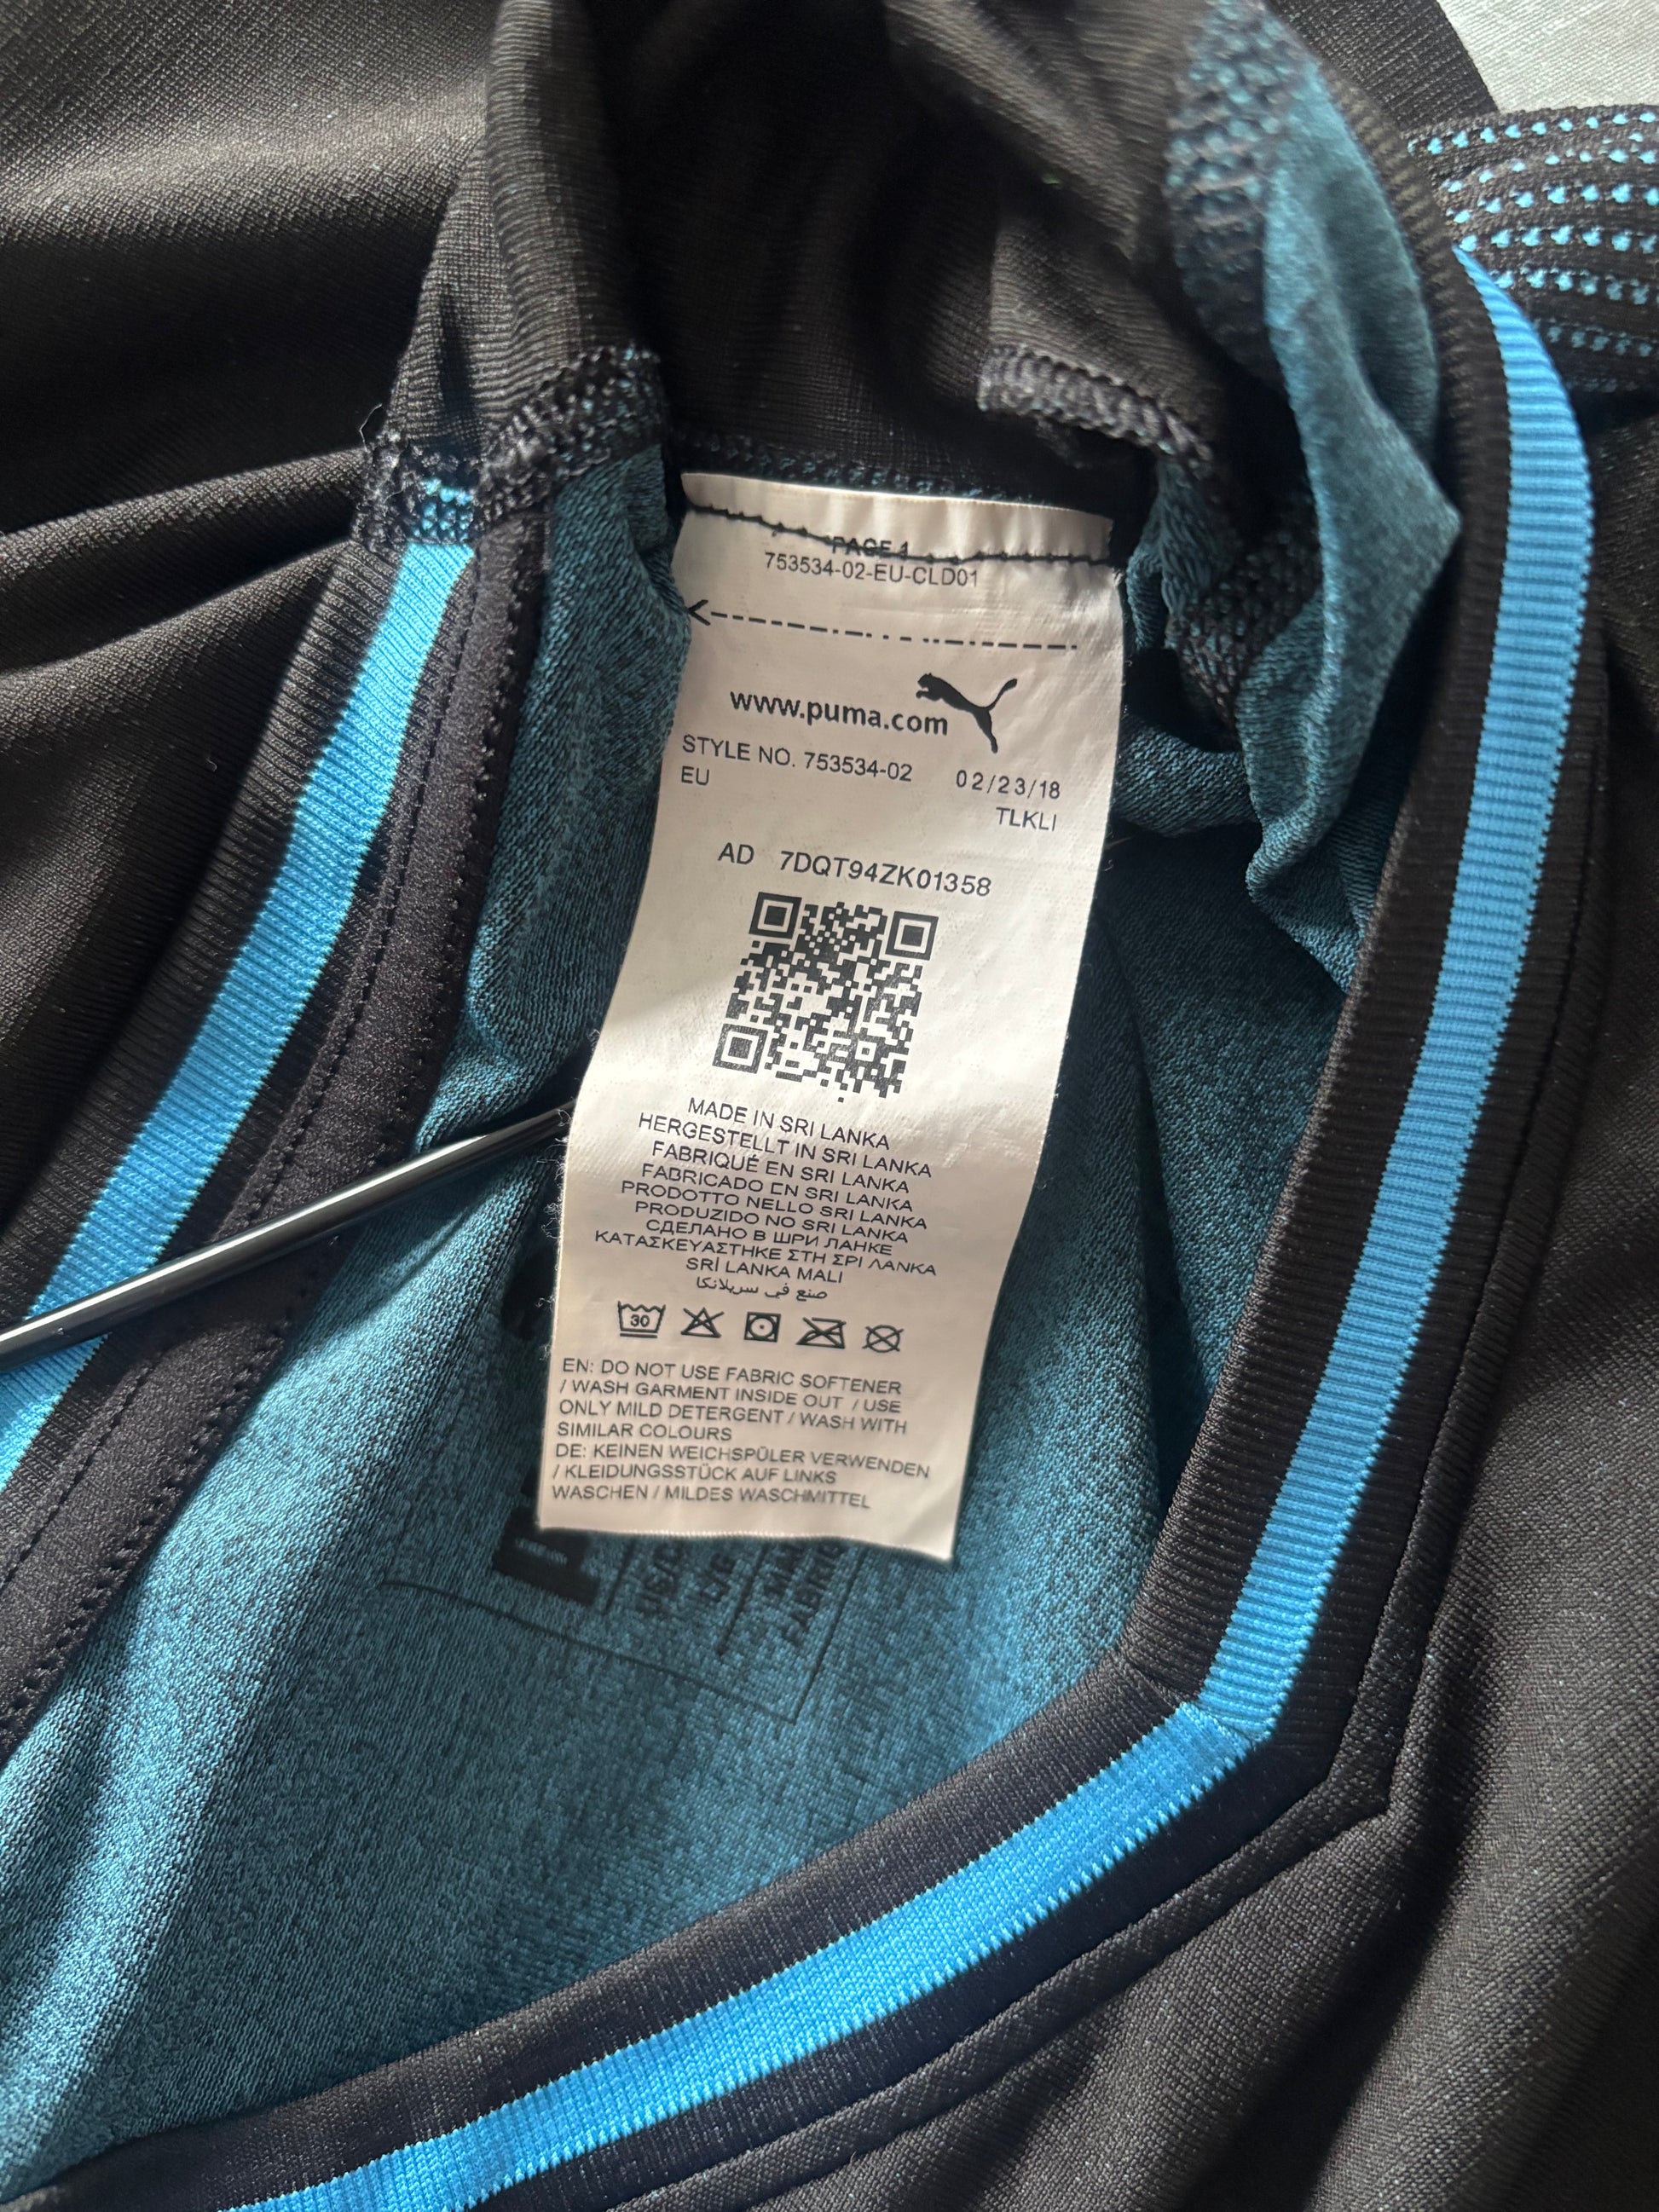 PAGE 1
753534-02-EU-CLD01
www.puma.com
STYLE NO. 753534-02 02/23/18
EU TLKLI
AD 7DQT94ZK01358
MADE IN SRI LANKA
HERGESTELLT IN SRI LANKA
FABRIQUÉ EN SRI LANKA
FABRICADO EN SRI LANKA
PRODOTTO NELLO SRI LANKA
PRODUZIDO NO SRI LANKA
СДЕЛАНО В ШРИ ЛАНКЕ
ΚΑΤΑΣΚΕΥΑΣΤΗΚΕ ΣΤΗ ΣΡΙ ΛΑΝΚΑ
SRİ LANKA MALI
صنع في سريلانكا
30
EN: DO NOT USE FABRIC SOFTENER
/ WASH GARMENT INSIDE OUT / USE
ONLY MILD DETERGENT / WASH WITH
SIMILAR COLOURS
DE: KEINEN WEICHSPÜLER VERWENDEN
/ KLEIDUNGSSTÜCK AUF LINKS
WASCHEN / MILDES WASCHMITTEL